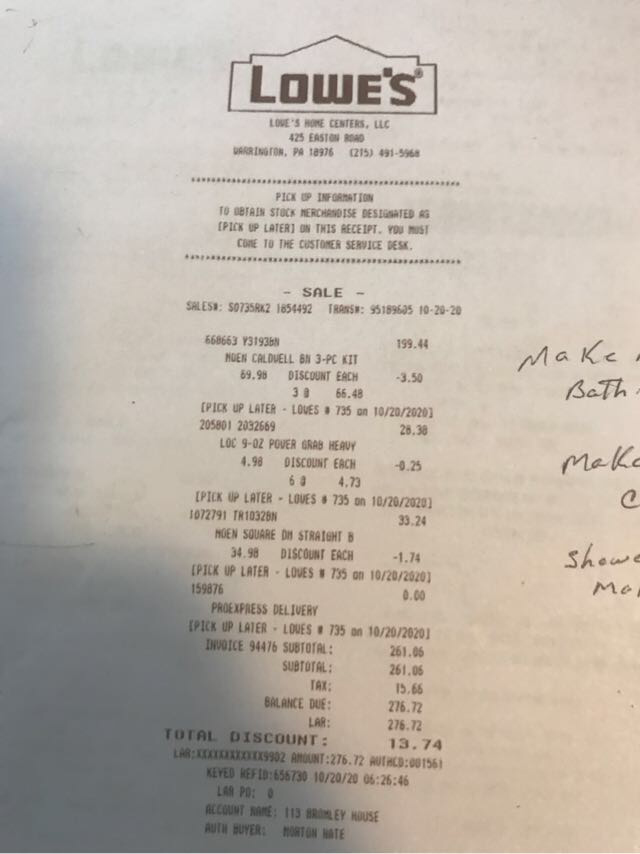 LOWE'S
LOWE'S HOME CENTERS, LLC
425 EASTON ROAD
WARRINGTON, PA 18976 (215) 491-5968
PICK UP INFORMATION
TO OBTAIN STOCK MERCHANDISE DESIGNATED AS
[PICK UP LATER] ON THIS RECEIPT. YOU MUST
COME TO THE CUSTOMER SERVICE DESK.
- SALE -
SALES#: S0735RK2 1854492 TRANS#: 95189605 10-20-20
668663 Y3193BN 199.44
MOEN CALDWELL BN 3-PC KIT
69.98 DISCOUNT EACH -3.50
3 @ 66.48
[PICK UP LATER - LOWES # 735 on 10/20/2020]
205801 2032669 28.38
LOC 9-OZ POWER GRAB HEAVY
4.98 DISCOUNT EACH -0.25
6 @ 4.73
[PICK UP LATER - LOWES # 735 on 10/20/2020]
1072791 TR1032BN 33.24
MOEN SQUARE DM STRAIGHT B
34.98 DISCOUNT EACH -1.74
[PICK UP LATER - LOWES # 735 on 10/20/2020]
159876 0.00
PROEXPRESS DELIVERY
[PICK UP LATER - LOWES # 735 on 10/20/2020]
INVOICE 94476 SUBTOTAL: 261.06
SUBTOTAL: 261.06
TAX: 15.66
BALANCE DUE: 276.72
LAR: 276.72
TOTAL DISCOUNT: 13.74
LAR:XXXXXXXXXXXX9902 AMOUNT:276.72 AUTHCD:001561
KEYED REFID:656730 10/20/20 06:26:46
LAR PO: 0
ACCOUNT NAME: 113 BROMLEY HOUSE
AUTH BUYER: MORTON NATE
Make
Bath
Make
C